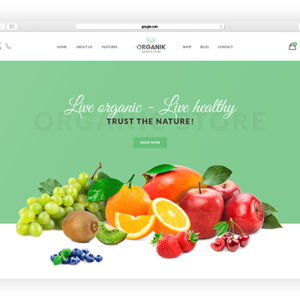 google.com
HOME ABOUT US FEATURES ORGANIK SHOP BLOG CONTACT
Live organic - Live healthy
ORGANIC STORE
TRUST THE NATURE!
SHOP NOW